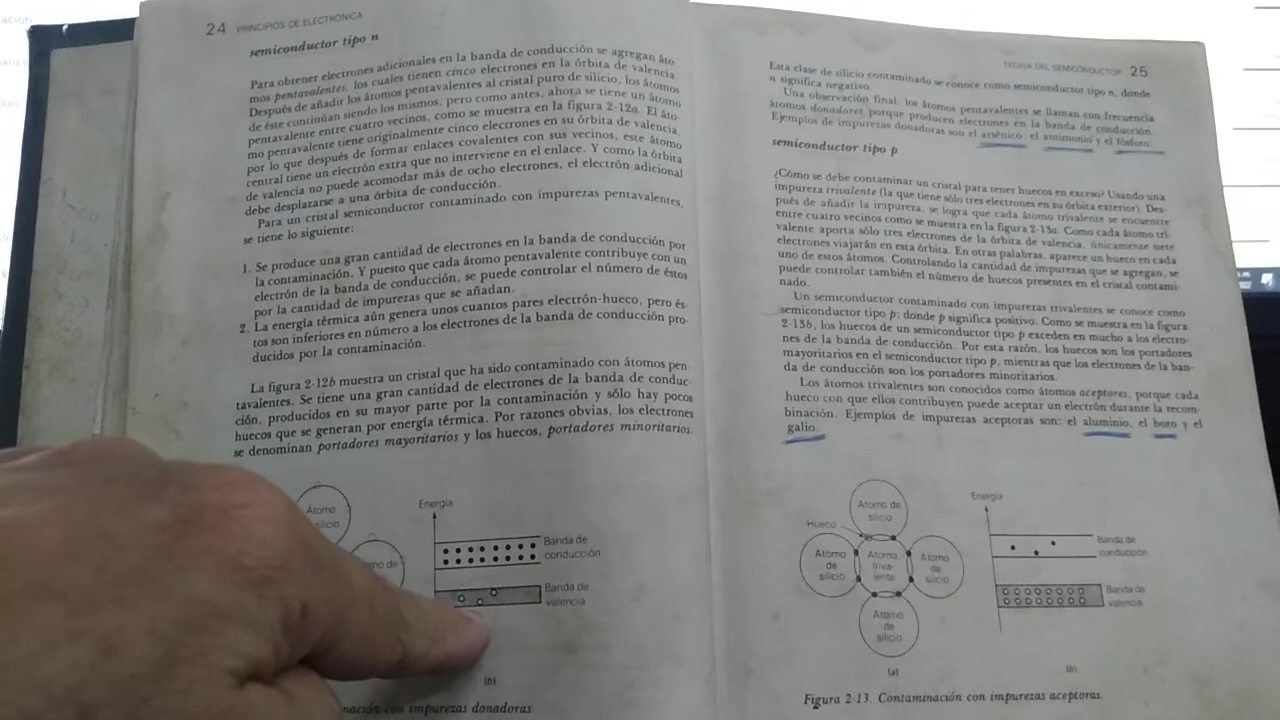 24 PRINCIPIOS DE ELECTRONICA
semiconductor tipo n
Para obtener electrones adicionales en la banda de conducción se agregan áto
mos pentavalentes, los cuales tienen cinco electrones en la órbita de valencia
Después de añadir los átomos pentavalentes al cristal puro de silicio, los átomos
de éste continúan siendo los mismos, pero como antes, ahora se tiene un átomo
pentavalente entre cuatro vecinos, como se muestra en la figura 2-12a. El áto-
mo pentavalente tiene originalmente cinco electrones en su órbita de valencia,
por lo que después de formar enlaces covalentes con sus vecinos, este átomo
central tiene un electrón extra que no interviene en el enlace. Y como la órbita
de valencia no puede acomodar más de ocho electrones, el electrón adicional
debe desplazarse a una órbita de conducción.
Para un cristal semiconductor contaminado con impurezas pentavalentes,
se tiene lo siguiente:
1. Se produce una gran cantidad de electrones en la banda de conducción por
la contaminación. Y puesto que cada átomo pentavalente contribuye con un
electrón de la banda de conducción, se puede controlar el número de éstos
por la cantidad de impurezas que se añadan.
2. La energía térmica aún genera unos cuantos pares electrón-hueco, pero és-
tos son inferiores en número a los electrones de la banda de conducción pro-
ducidos por la contaminación.
La figura 2-12b muestra un cristal que ha sido contaminado con átomos pen
tavalentes. Se tiene una gran cantidad de electrones de la banda de conduc-
ción, producidos en su mayor parte por la contaminación y sólo hay pocos
huecos que se generan por energía térmica. Por razones obvias, los electrones
se denominan portadores mayoritarios y los huecos, portadores minoritarios.
Átomo
silicio
no de
Energía
Banda de
conducción
Banda de
valencia
(b)
nación con impurezas donadoras.
TEORIA DEL SEMICONDUCTOR 25
Esta clase de silicio contaminado se conoce como semiconductor tipo n, donde
n significa negativo.
Una observación final: los átomos pentavalentes se llaman con frecuencia
átomos donadores porque producen electrones en la banda de conducción
Ejemplos de impurezas donadoras son el arsénico, el antimonio y el fósforo.
semiconductor tipo p
¿Cómo se debe contaminar un cristal para tener huecos en exceso? Usando una
impureza trivalente (la que tiene sólo tres electrones en su órbita exterior). Des-
pués de añadir la impureza, se logra que cada átomo trivalente se encuentre
entre cuatro vecinos como se muestra en la figura 2-13a. Como cada átomo tri-
valente aporta sólo tres electrones de la órbita de valencia, únicamente siete
electrones viajarán en esta órbita. En otras palabras, aparece un hueco en cada
uno de estos átomos. Controlando la cantidad de impurezas que se agregan, se
puede controlar también el número de huecos presentes en el cristal contami-
nado.
Un semiconductor contaminado con impurezas trivalentes se conoce como
semiconductor tipo p; donde p significa positivo. Como se muestra en la figura
2-13b, los huecos de un semiconductor tipo p exceden en mucho a los electro-
nes de la banda de conducción. Por esta razón, los huecos son los portadores
mayoritarios en el semiconductor tipo p, mientras que los electrones de la ban-
da de conducción son los portadores minoritarios.
Los átomos trivalentes son conocidos como átomos aceptores, porque cada
hueco con que ellos contribuyen puede aceptar un electrón durante la recom-
binación. Ejemplos de impurezas aceptoras son: el aluminio, el boro y el
galio.
Átomo de
silicio
Hueco
Átomo
de
silicio
Átomo
triva-
lente
Átomo
de
silicio
Átomo
de
silicio
(a)
Energía
Banda de
conducción
Banda de
valencia
(b)
Figura 2-13. Contaminación con impurezas aceptoras.